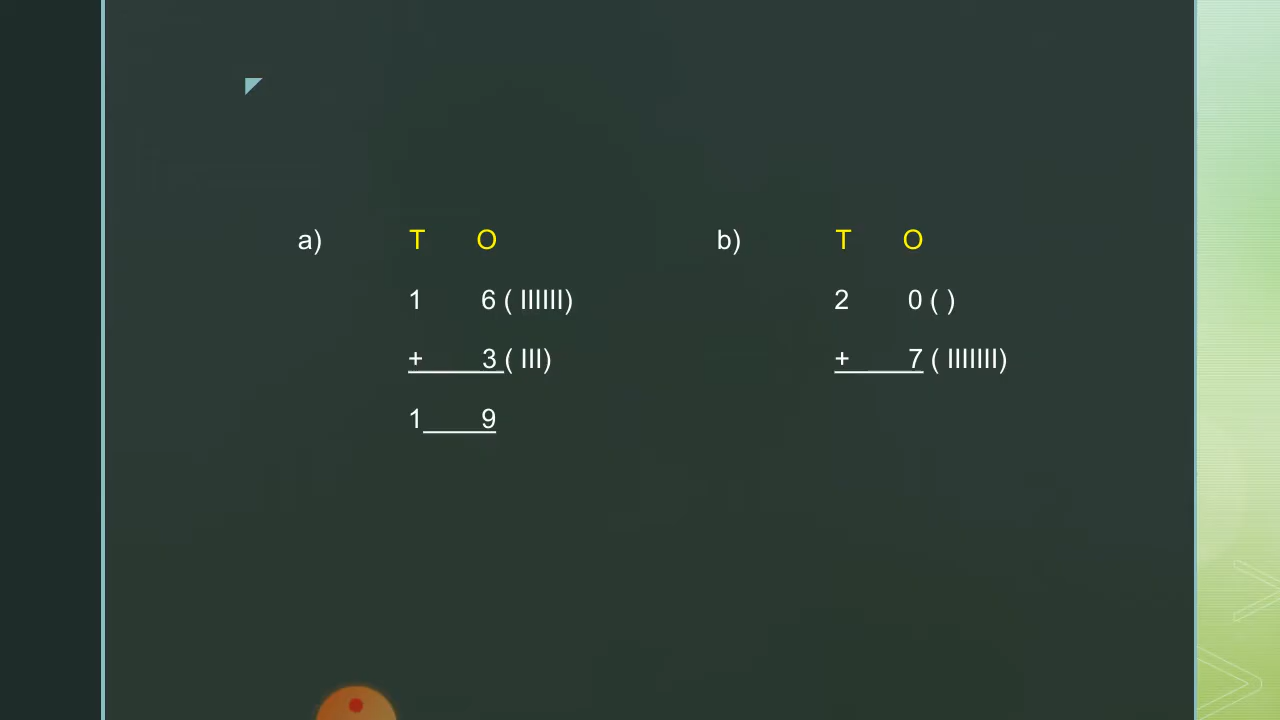 a) T O b) T O
1 6 ( IIIIII) 2 0 ( )
+ 3 ( III) + 7 ( IIIIIII)
1 9